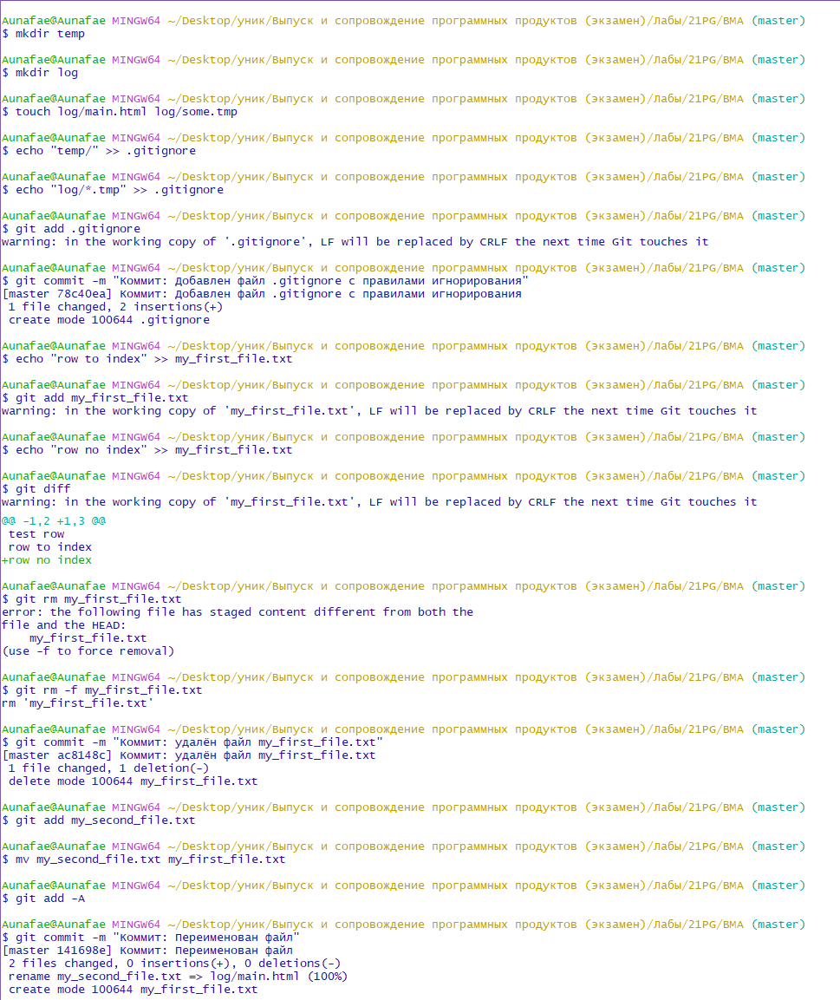 Aunafae@Aunafae MINGW64 ~/Desktop/уник/Выпуск и сопровождение программных продуктов (экзамен)/Лабы/21PG/BMA (master)
$ mkdir temp
Aunafae@Aunafae MINGW64 ~/Desktop/уник/Выпуск и сопровождение программных продуктов (экзамен)/Лабы/21PG/BMA (master)
$ mkdir log
Aunafae@Aunafae MINGW64 ~/Desktop/уник/Выпуск и сопровождение программных продуктов (экзамен)/Лабы/21PG/BMA (master)
$ touch log/main.html log/some.tmp
Aunafae@Aunafae MINGW64 ~/Desktop/уник/Выпуск и сопровождение программных продуктов (экзамен)/Лабы/21PG/BMA (master)
$ echo "temp/" >> .gitignore
Aunafae@Aunafae MINGW64 ~/Desktop/уник/Выпуск и сопровождение программных продуктов (экзамен)/Лабы/21PG/BMA (master)
$ echo "log/*.tmp" >> .gitignore
Aunafae@Aunafae MINGW64 ~/Desktop/уник/Выпуск и сопровождение программных продуктов (экзамен)/Лабы/21PG/BMA (master)
$ git add .gitignore
warning: in the working copy of '.gitignore', LF will be replaced by CRLF the next time Git touches it
Aunafae@Aunafae MINGW64 ~/Desktop/уник/Выпуск и сопровождение программных продуктов (экзамен)/Лабы/21PG/BMA (master)
$ git commit -m "Коммит: Добавлен файл .gitignore с правилами игнорирования"
[master 78c40ea] Коммит: Добавлен файл .gitignore с правилами игнорирования
 1 file changed, 2 insertions(+)
 create mode 100644 .gitignore
Aunafae@Aunafae MINGW64 ~/Desktop/уник/Выпуск и сопровождение программных продуктов (экзамен)/Лабы/21PG/BMA (master)
$ echo "row to index" >> my_first_file.txt
Aunafae@Aunafae MINGW64 ~/Desktop/уник/Выпуск и сопровождение программных продуктов (экзамен)/Лабы/21PG/BMA (master)
$ git add my_first_file.txt
warning: in the working copy of 'my_first_file.txt', LF will be replaced by CRLF the next time Git touches it
Aunafae@Aunafae MINGW64 ~/Desktop/уник/Выпуск и сопровождение программных продуктов (экзамен)/Лабы/21PG/BMA (master)
$ echo "row no index" >> my_first_file.txt
Aunafae@Aunafae MINGW64 ~/Desktop/уник/Выпуск и сопровождение программных продуктов (экзамен)/Лабы/21PG/BMA (master)
$ git diff
warning: in the working copy of 'my_first_file.txt', LF will be replaced by CRLF the next time Git touches it
@@ -1,2 +1,3 @@
 test row
 row to index
+row no index
Aunafae@Aunafae MINGW64 ~/Desktop/уник/Выпуск и сопровождение программных продуктов (экзамен)/Лабы/21PG/BMA (master)
$ git rm my_first_file.txt
error: the following file has staged content different from both the
file and the HEAD:
    my_first_file.txt
(use -f to force removal)
Aunafae@Aunafae MINGW64 ~/Desktop/уник/Выпуск и сопровождение программных продуктов (экзамен)/Лабы/21PG/BMA (master)
$ git rm -f my_first_file.txt
rm 'my_first_file.txt'
Aunafae@Aunafae MINGW64 ~/Desktop/уник/Выпуск и сопровождение программных продуктов (экзамен)/Лабы/21PG/BMA (master)
$ git commit -m "Коммит: удалён файл my_first_file.txt"
[master ac8148c] Коммит: удалён файл my_first_file.txt
 1 file changed, 1 deletion(-)
 delete mode 100644 my_first_file.txt
Aunafae@Aunafae MINGW64 ~/Desktop/уник/Выпуск и сопровождение программных продуктов (экзамен)/Лабы/21PG/BMA (master)
$ git add my_second_file.txt
Aunafae@Aunafae MINGW64 ~/Desktop/уник/Выпуск и сопровождение программных продуктов (экзамен)/Лабы/21PG/BMA (master)
$ mv my_second_file.txt my_first_file.txt
Aunafae@Aunafae MINGW64 ~/Desktop/уник/Выпуск и сопровождение программных продуктов (экзамен)/Лабы/21PG/BMA (master)
$ git add -A
Aunafae@Aunafae MINGW64 ~/Desktop/уник/Выпуск и сопровождение программных продуктов (экзамен)/Лабы/21PG/BMA (master)
$ git commit -m "Коммит: Переименован файл"
[master 141698e] Коммит: Переименован файл
 2 files changed, 0 insertions(+), 0 deletions(-)
 rename my_second_file.txt => log/main.html (100%)
 create mode 100644 my_first_file.txt